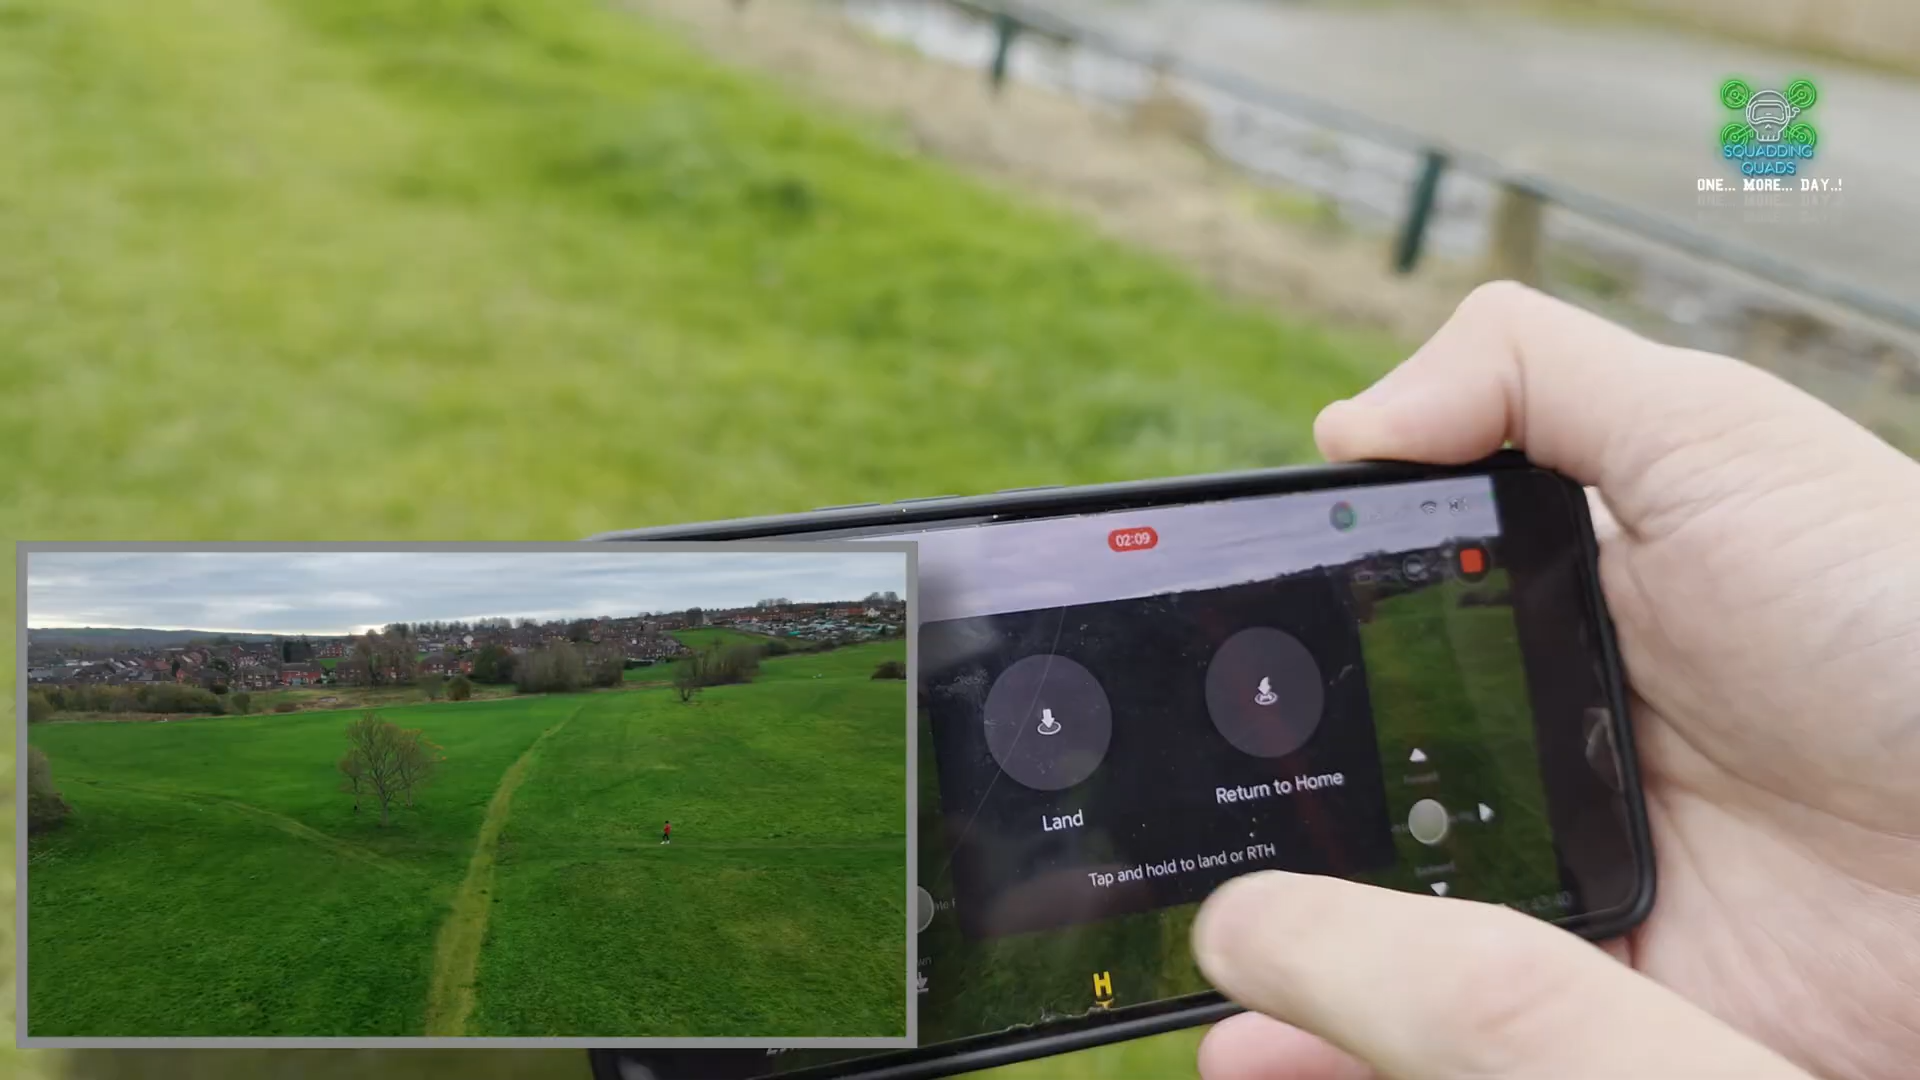 SQUADDING
QUADS
ONE... MORE... DAY..!
02:09
Land
Return to Home
Tap and hold to land or RTH
H